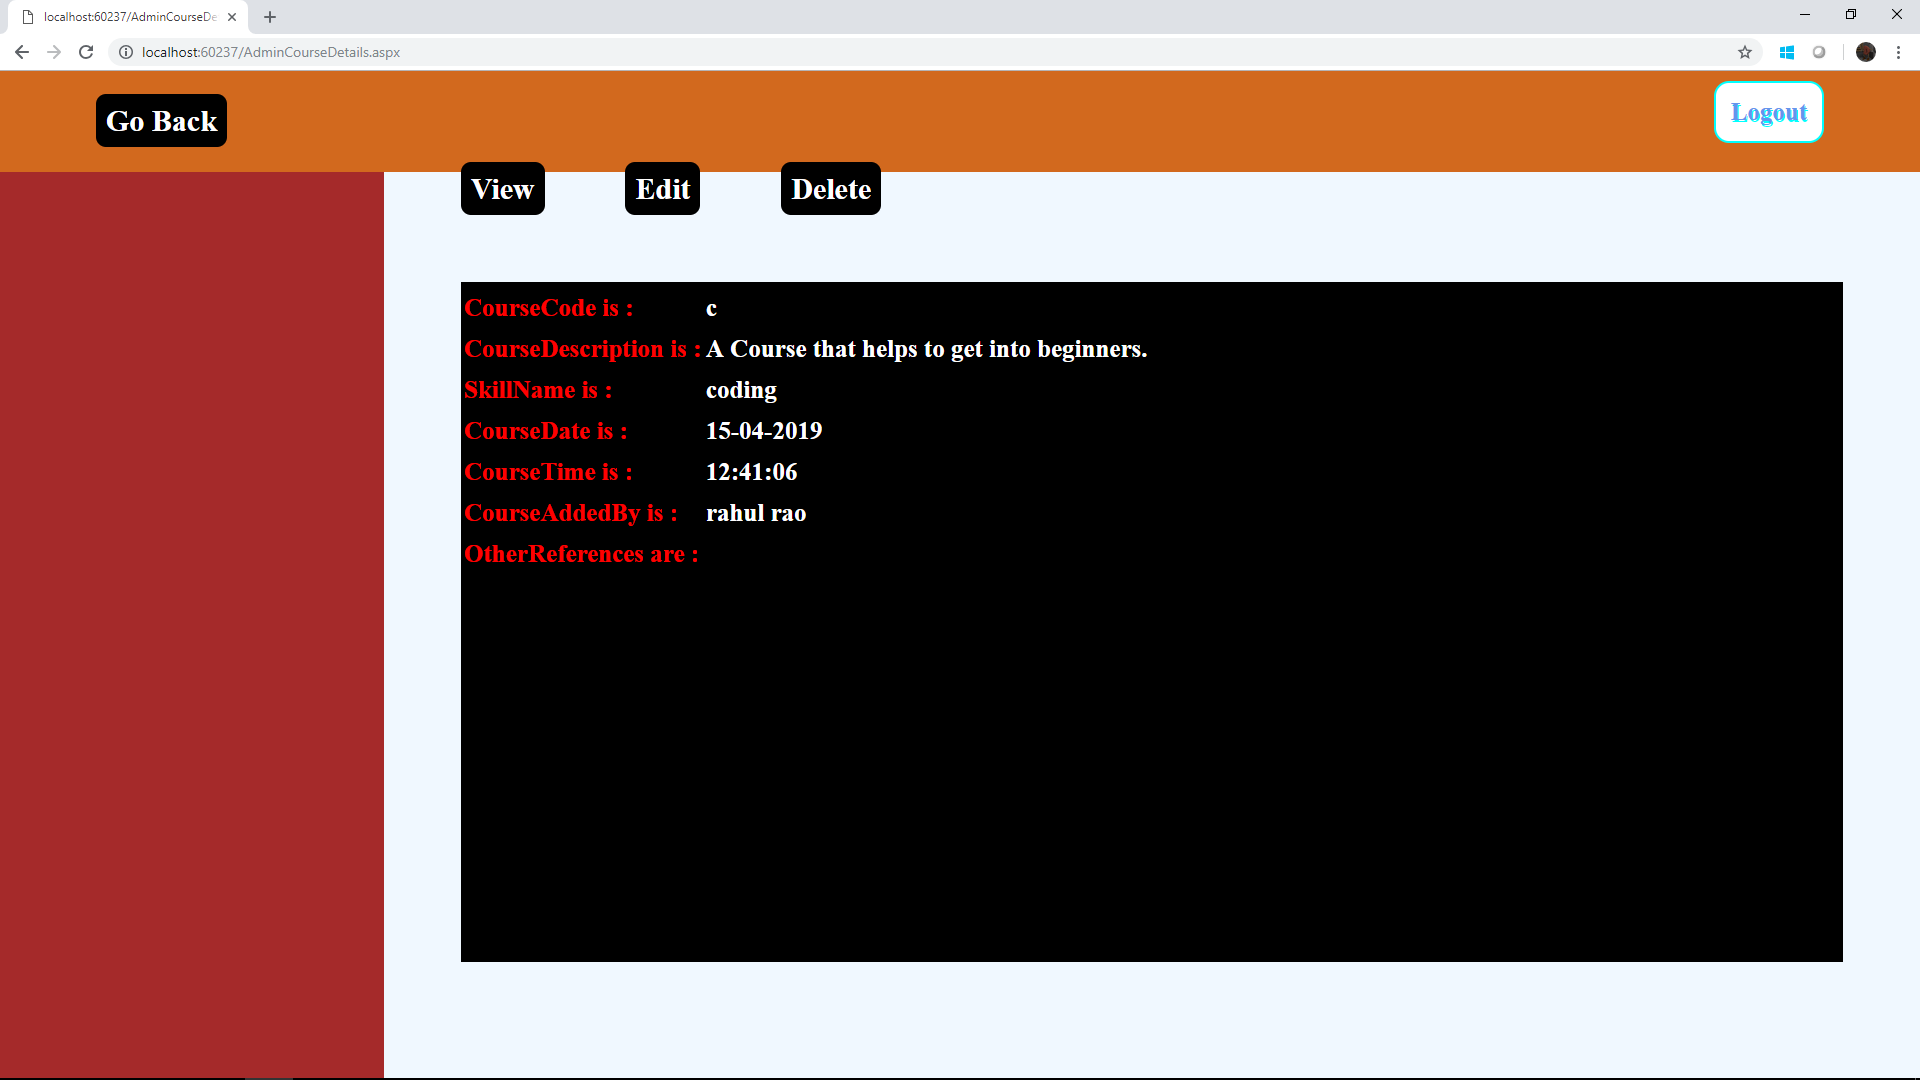 localhost:60237/AdminCourseDe
localhost:60237/AdminCourseDetails.aspx
Go Back
Logout
View Edit Delete
CourseCode is : c
CourseDescription is : A Course that helps to get into beginners.
SkillName is : coding
CourseDate is : 15-04-2019
CourseTime is : 12:41:06
CourseAddedBy is : rahul rao
OtherReferences are :